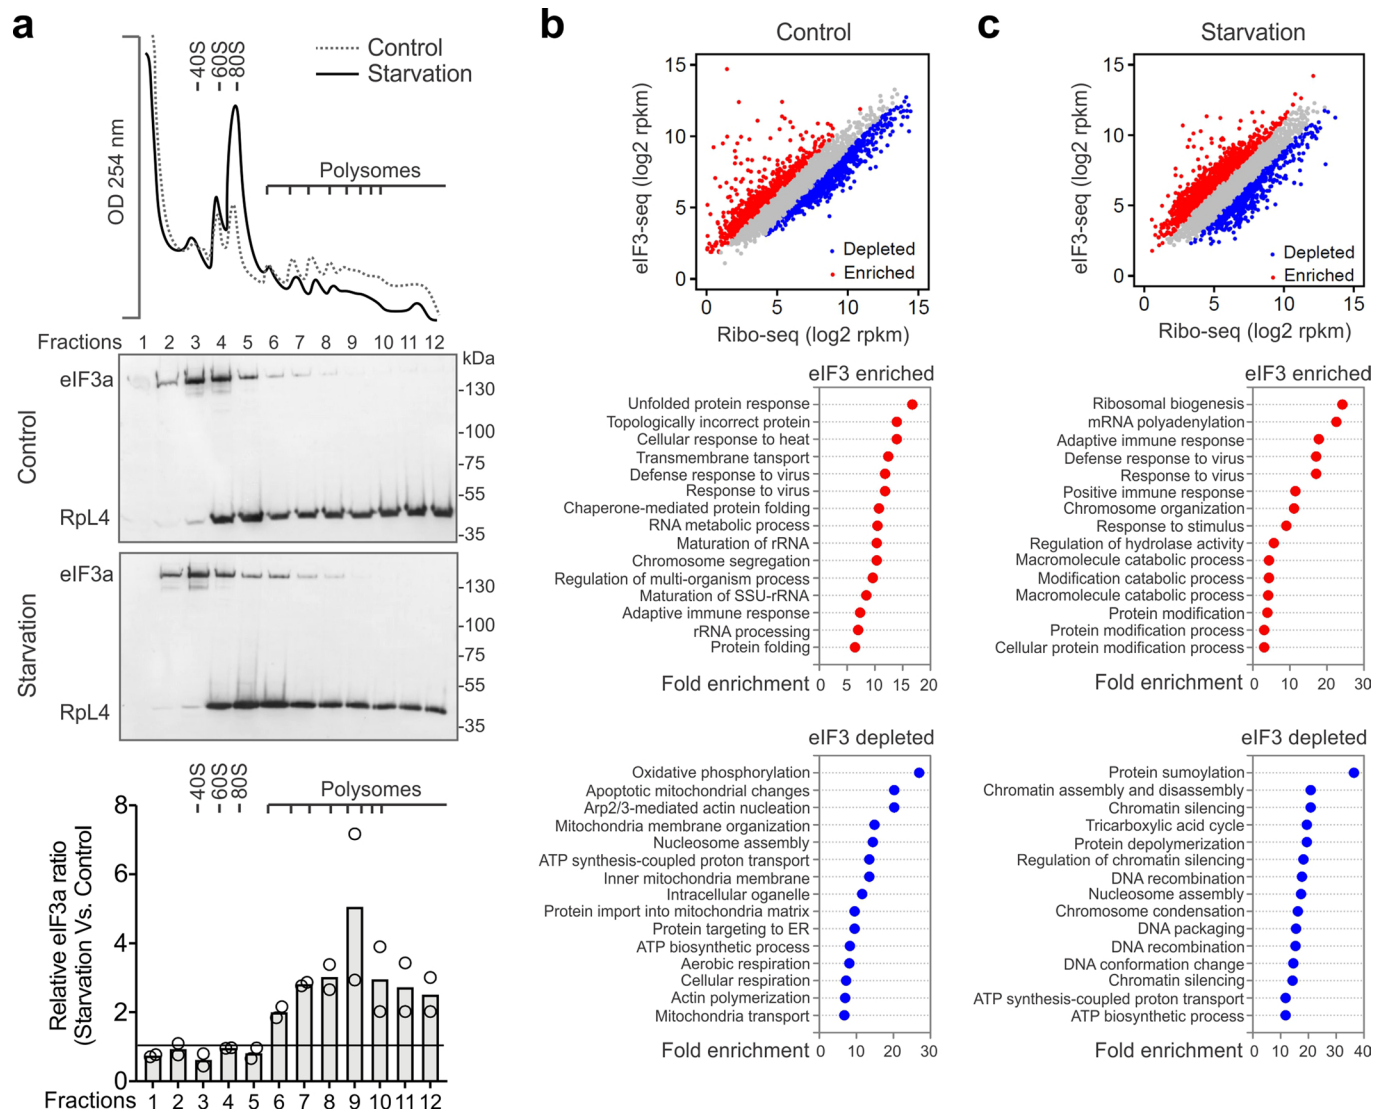 a
40S
60S
80S
Control
Starvation
OD 254 nm
Polysomes
Fractions 1 2 3 4 5 6 7 8 9 10 11 12
kDa
Control
eIF3a
RpL4
-130
-100
-75
-55
-35
Starvation
eIF3a
RpL4
130
100
75
-55
-35
40S
60S
80S
Polysomes
Relative eIF3a ratio
(Starvation Vs. Control
8
6
4
2
0
Fractions 1 2 3 4 5 6 7 8 9 10 11 12
b
Control
eIF3-seq (log2 rpkm)
15
10
5
0
Depleted
Enriched
0 5 10 15
Ribo-seq (log2 rpkm)
eIF3 enriched
Unfolded protein response
Topologically incorrect protein
Cellular response to heat
Transmembrane tansport
Defense response to virus
Response to virus
Chaperone-mediated protein folding
RNA metabolic process
Maturation of rRNA
Chromosome segregation
Regulation of multi-organism process
Maturation of SSU-rRNA
Adaptive immune response
rRNA processing
Protein folding
Fold enrichment 0 5 10 15 20
eIF3 depleted
Oxidative phosphorylation
Apoptotic mitochondrial changes
Arp2/3-mediated actin nucleation
Mitochondria membrane organization
Nucleosome assembly
ATP synthesis-coupled proton transport
Inner mitochondria membrane
Intracellular organelle
Protein import into mitochondria matrix
Protein targeting to ER
ATP biosynthetic process
Aerobic respiration
Cellular respiration
Actin polymerization
Mitochondria transport
Fold enrichment 0 10 20 30
c
Starvation
eIF3-seq (log2 rpkm)
15
10
5
0
Depleted
Enriched
0 5 10 15
Ribo-seq (log2 rpkm)
eIF3 enriched
Ribosomal biogenesis
mRNA polyadenylation
Adaptive immune response
Defense response to virus
Response to virus
Positive immune response
Chromosome organization
Response to stimulus
Regulation of hydrolase activity
Macromolecule catabolic process
Modification catabolic process
Macromolecule catabolic process
Protein modification
Protein modification process
Cellular protein modification process
Fold enrichment 0 10 20 30
eIF3 depleted
Protein sumoylation
Chromatin assembly and disassembly
Chromatin silencing
Tricarboxylic acid cycle
Protein depolymerization
Regulation of chromatin silencing
DNA recombination
Nucleosome assembly
Chromosome condensation
DNA packaging
DNA recombination
DNA conformation change
Chromatin silencing
ATP synthesis-coupled proton transport
ATP biosynthetic process
Fold enrichment 0 10 20 30 40